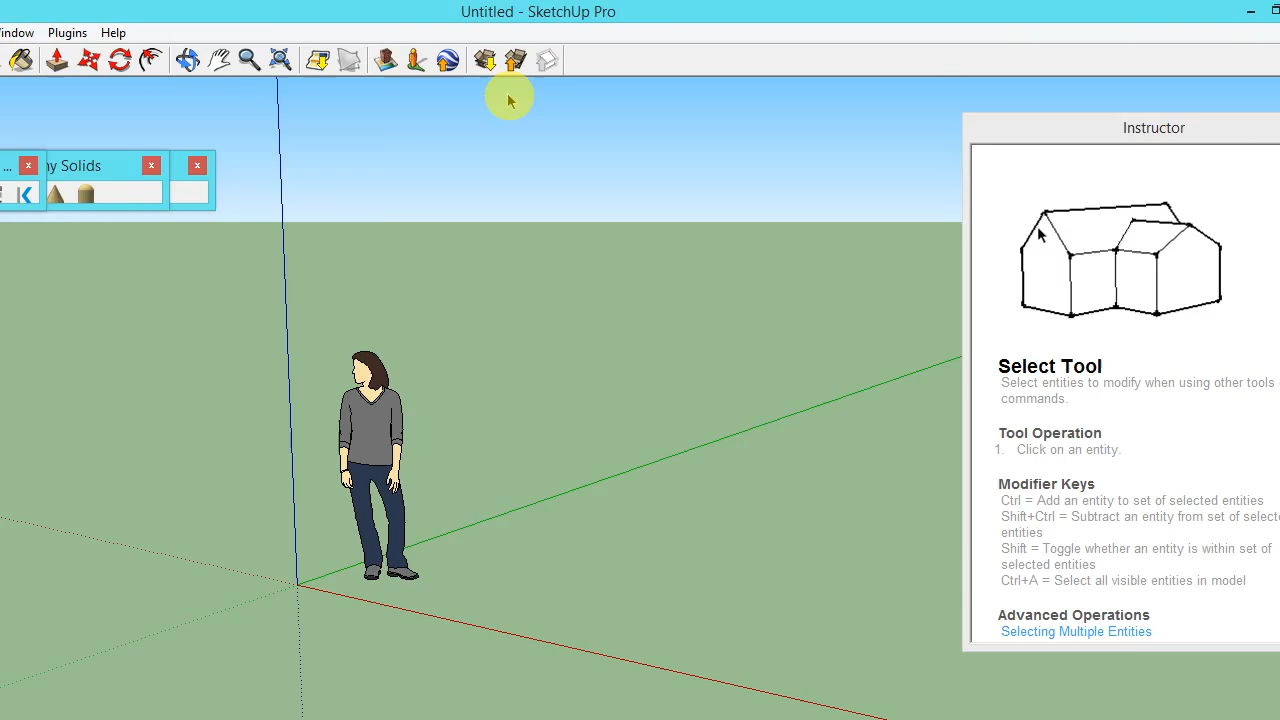 Untitled - SketchUp Pro
indow Plugins Help
Instructor
... ny Solids
Select Tool
Select entities to modify when using other tools
commands.
Tool Operation
1. Click on an entity.
Modifier Keys
Ctrl = Add an entity to set of selected entities
Shift+Ctrl = Subtract an entity from set of select
entities
Shift = Toggle whether an entity is within set of
selected entities
Ctrl+A = Select all visible entities in model
Advanced Operations
Selecting Multiple Entities